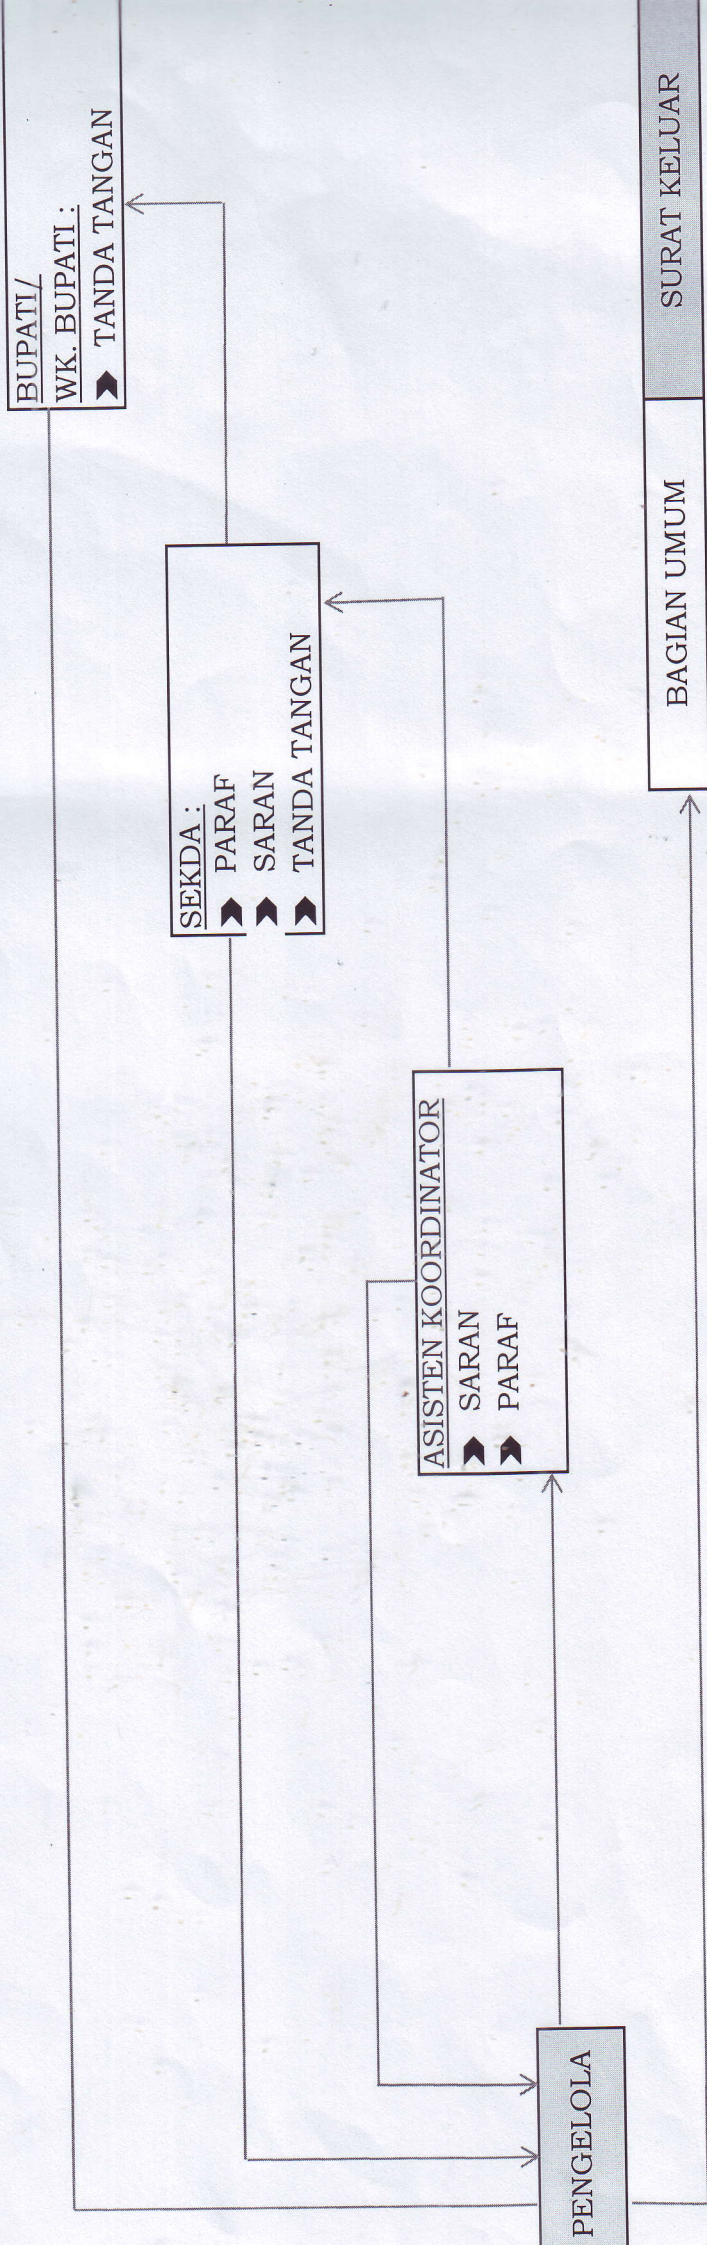 BUPATI/
WK. BUPATI :
TANDA TANGAN
SEKDA :
PARAF
SARAN
TANDA TANGAN
ASISTEN KOORDINATOR
SARAN
PARAF
PENGELOLA
BAGIAN UMUM
SURAT KELUAR